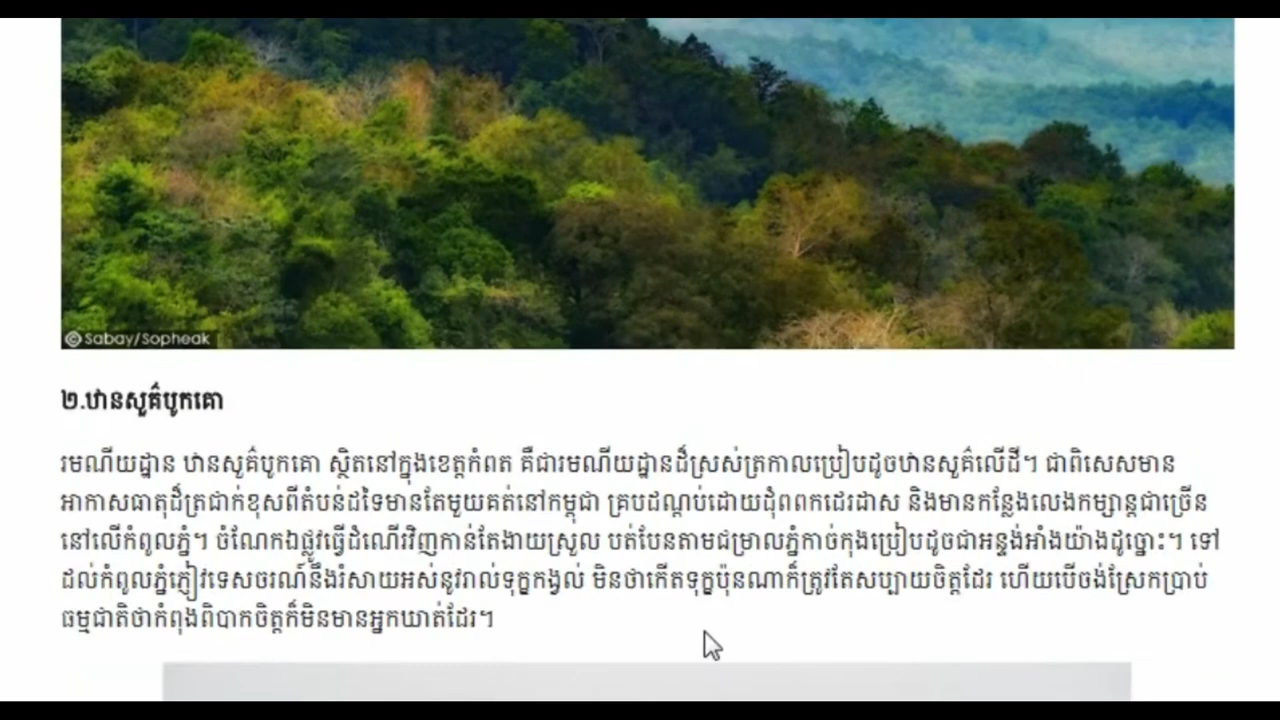 © Sabay/Sopheak
២.ឋានសួគ៌បូកគោ
រមណីយដ្ឋាន ឋានសួគ៌បូកគោ ស្ថិតនៅក្នុងខេត្តកំពត គឺជារមណីយដ្ឋានដ៏ស្រស់ត្រកាលប្រៀបដូចឋានសួគ៌លើដី។ ជាពិសេសមាន
អាកាសធាតុដ៏ត្រជាក់ខុសពីតំបន់ដទៃមានតែមួយគត់នៅកម្ពុជា គ្របដណ្ដប់ដោយដុំពពកដេរដាស និងមានកន្លែងលេងកម្សាន្តជាច្រើន
នៅលើកំពូលភ្នំ។ ចំណែកឯផ្លូវធ្វើដំណើរវិញកាន់តែងាយស្រួល បត់បែនតាមជម្រាលភ្នំកាច់កុងប្រៀបដូចជាអន្ទង់អាំងយ៉ាងដូច្នោះ។ ទៅ
ដល់កំពូលភ្នំភ្ញៀវទេសចរណ៍នឹងរំសាយអស់នូវរាល់ទុក្ខកង្វល់ មិនថាកើតទុក្ខប៉ុនណាក៏ត្រូវតែសប្បាយចិត្តដែរ ហើយបើចង់ស្រែកប្រាប់
ធម្មជាតិថាកំពុងពិបាកចិត្តក៏មិនមានអ្នកឃាត់ដែរ។